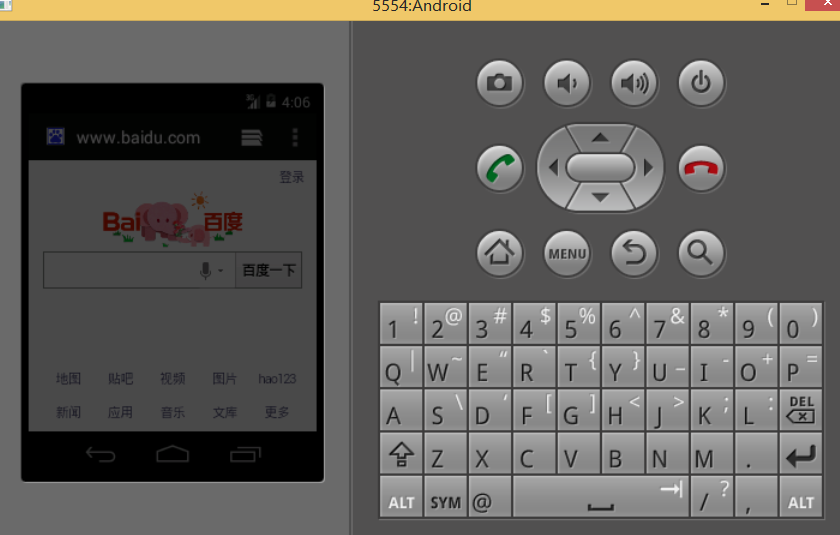 5554:Android
3G 4:06
www.baidu.com
登录
Bai 百度
百度一下
地图 贴吧 视频 图片 hao123
新闻 应用 音乐 文库 更多
MENU
1 ! 2 @ 3 # 4 $ 5 % 6 ^ 7 & 8 * 9 ( 0 )
Q | W ~ E “ R ` T { Y } U _ I - O + P =
A S \ D ‘ F [ G ] H < J > K ; L : DEL
Z X C V B N M .
ALT SYM @ / ? , ALT